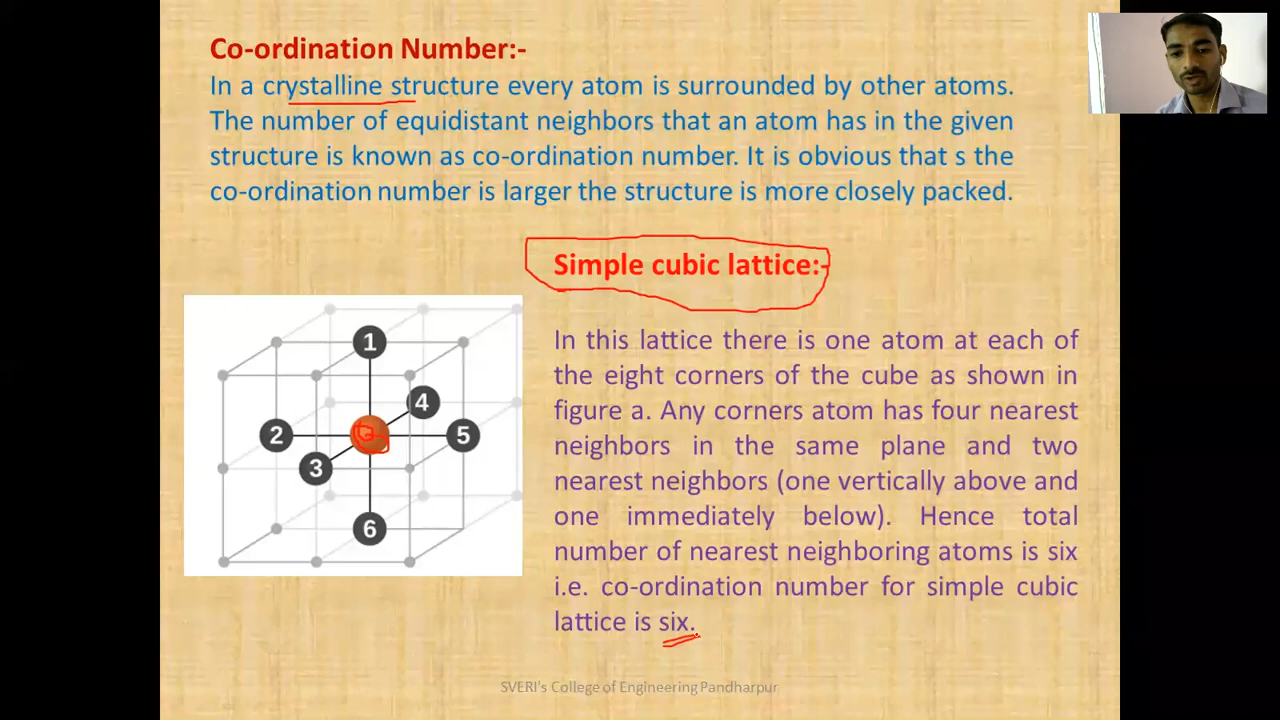 Co-ordination Number:-
In a crystalline structure every atom is surrounded by other atoms.
The number of equidistant neighbors that an atom has in the given
structure is known as co-ordination number. It is obvious that s the
co-ordination number is larger the structure is more closely packed.
Simple cubic lattice:-
1
4
2
5
3
6
In this lattice there is one atom at each of
the eight corners of the cube as shown in
figure a. Any corners atom has four nearest
neighbors in the same plane and two
nearest neighbors (one vertically above and
one immediately below). Hence total
number of nearest neighboring atoms is six
i.e. co-ordination number for simple cubic
lattice is six.
SVERI's College of Engineering Pandharpur